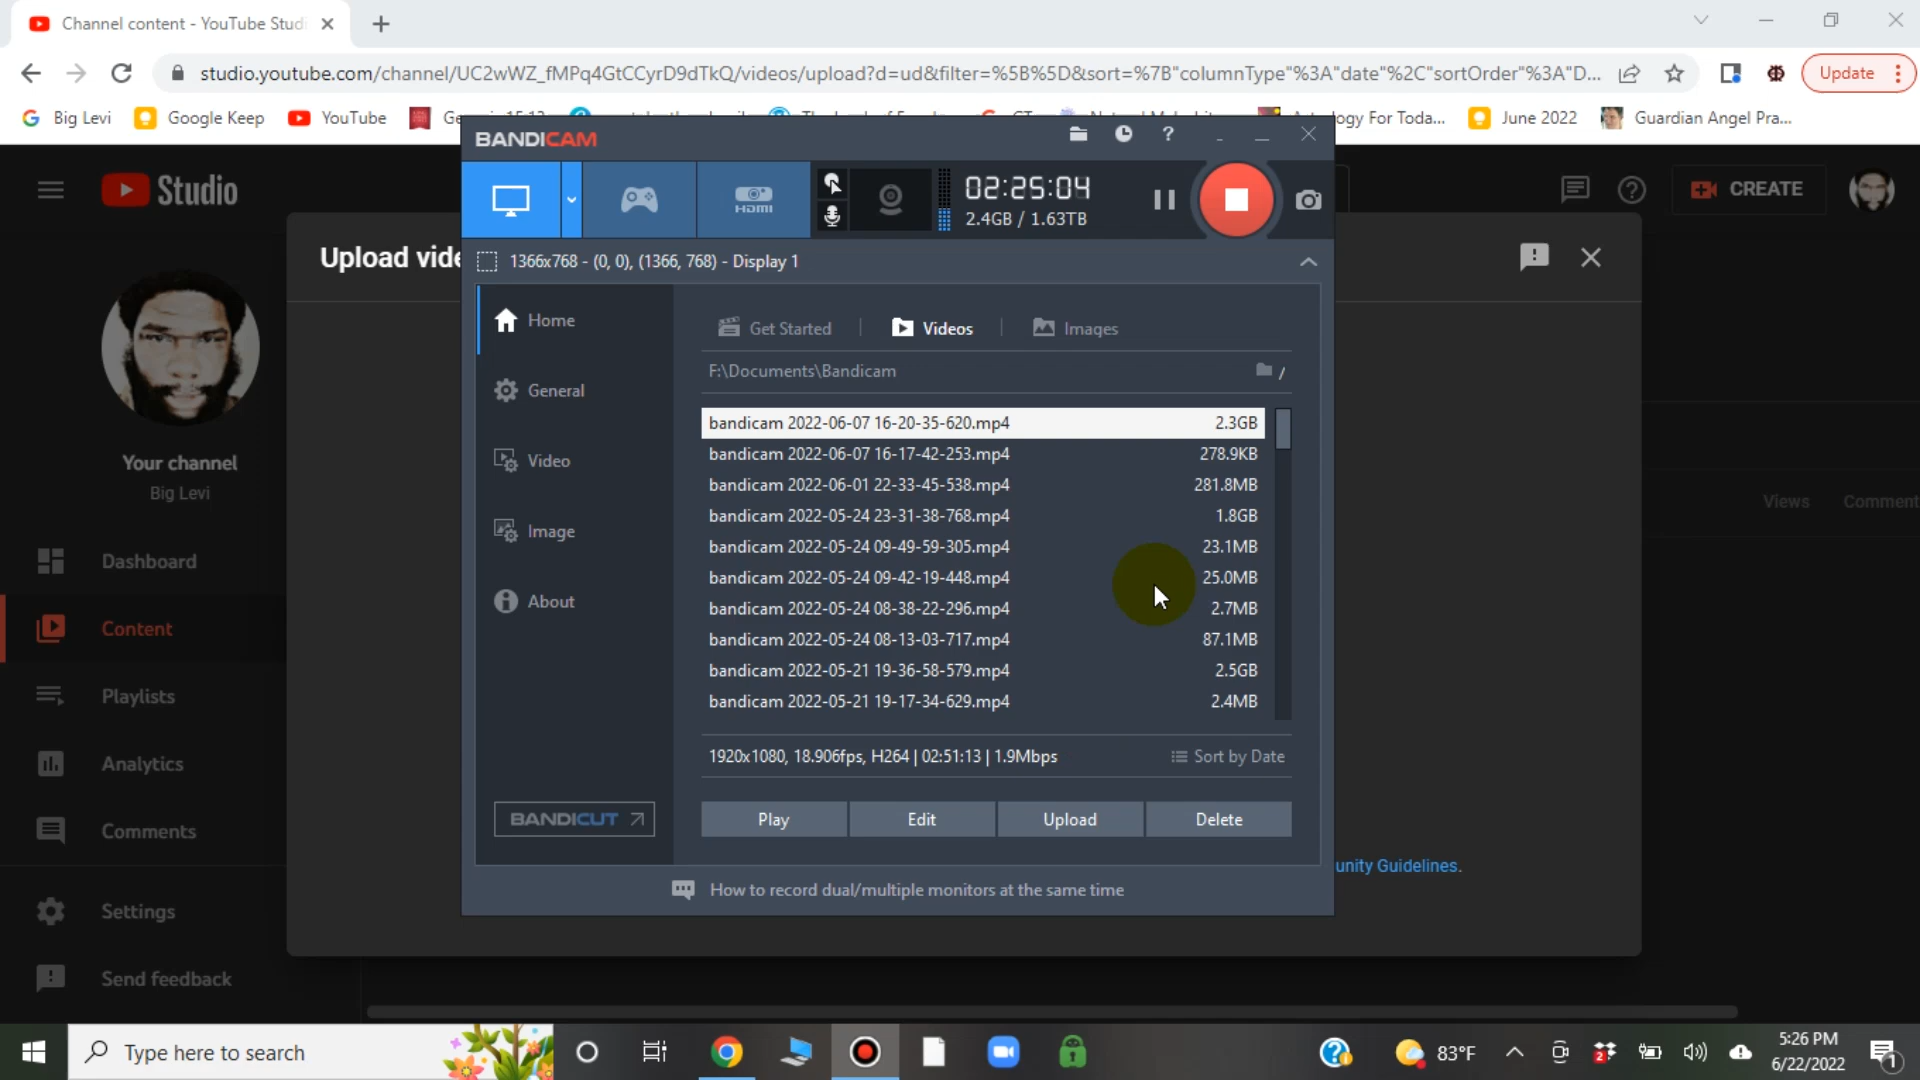 Channel content - YouTube Studi
studio.youtube.com/channel/UC2wWZ_fMPq4GtCCyrD9dTkQ/videos/upload?d=ud&filter=%5B%5D&sort=%7B"columnType"%3A"date"%2C"sortOrder"%3A"D...
Update
Big Levi
Google Keep
YouTube
ogy For Toda...
June 2022
Guardian Angel Pra...
BANDICAM
?
Studio
CREATE
HDMI
02:25:04
2.4GB / 1.63TB
Upload vide
1366x768 - (0, 0), (1366, 768) - Display 1
Home
General
Video
Image
About
Get Started
Videos
Images
F:\Documents\Bandicam
bandicam 2022-06-07 16-20-35-620.mp4 2.3GB
bandicam 2022-06-07 16-17-42-253.mp4 278.9KB
bandicam 2022-06-01 22-33-45-538.mp4 281.8MB
bandicam 2022-05-24 23-31-38-768.mp4 1.8GB
bandicam 2022-05-24 09-49-59-305.mp4 23.1MB
bandicam 2022-05-24 09-42-19-448.mp4 25.0MB
bandicam 2022-05-24 08-38-22-296.mp4 2.7MB
bandicam 2022-05-24 08-13-03-717.mp4 87.1MB
bandicam 2022-05-21 19-36-58-579.mp4 2.5GB
bandicam 2022-05-21 19-17-34-629.mp4 2.4MB
1920x1080, 18.906fps, H264 | 02:51:13 | 1.9Mbps
Sort by Date
BANDICUT
Play
Edit
Upload
Delete
How to record dual/multiple monitors at the same time
Your channel
Big Levi
Dashboard
Content
Playlists
Analytics
Comments
Settings
Send feedback
Views
Comment
unity Guidelines.
Type here to search
83°F
2
5:26 PM
6/22/2022
1